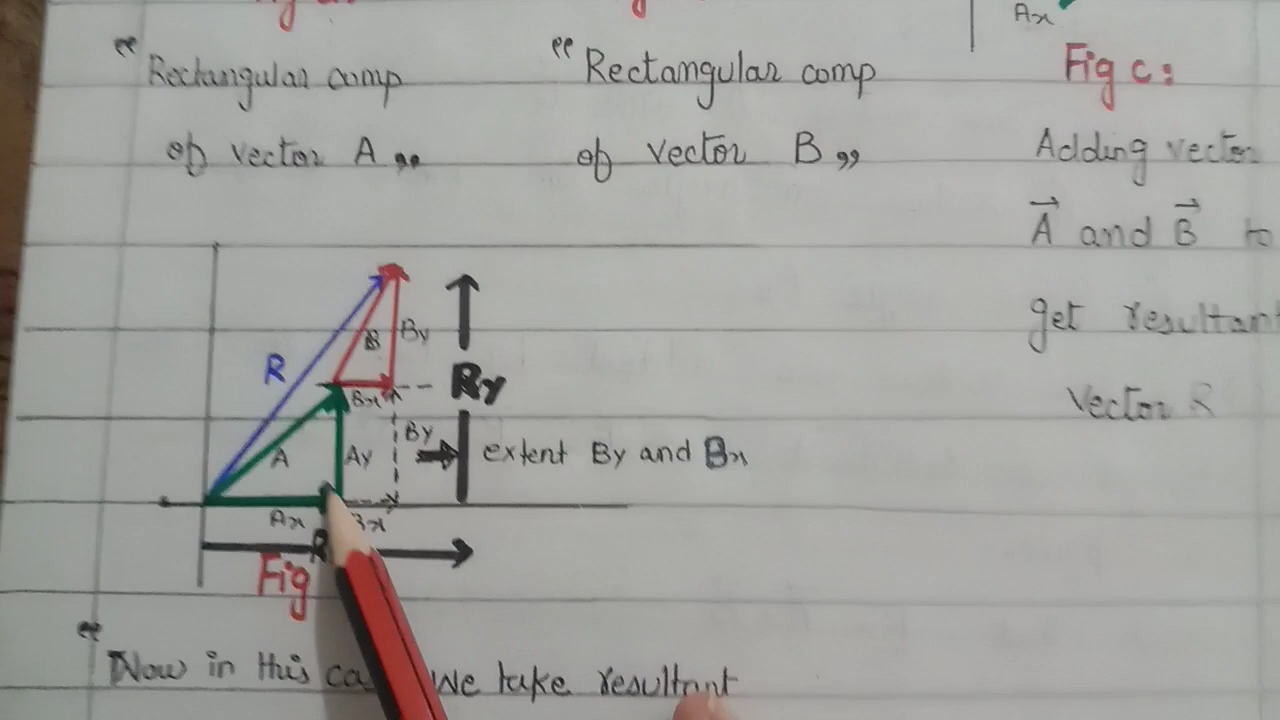 Ax
“ Rectangular comp
of vector A ,,
“ Rectangular comp
of vector B ,,
Fig c:
Adding vector
A and B to
get resultant
Vector R
R
B
By
Bx
Ry
A
Ay
By
extent By and Bx
Ax
Bx
R
Fig
“ Now in this we take resultant